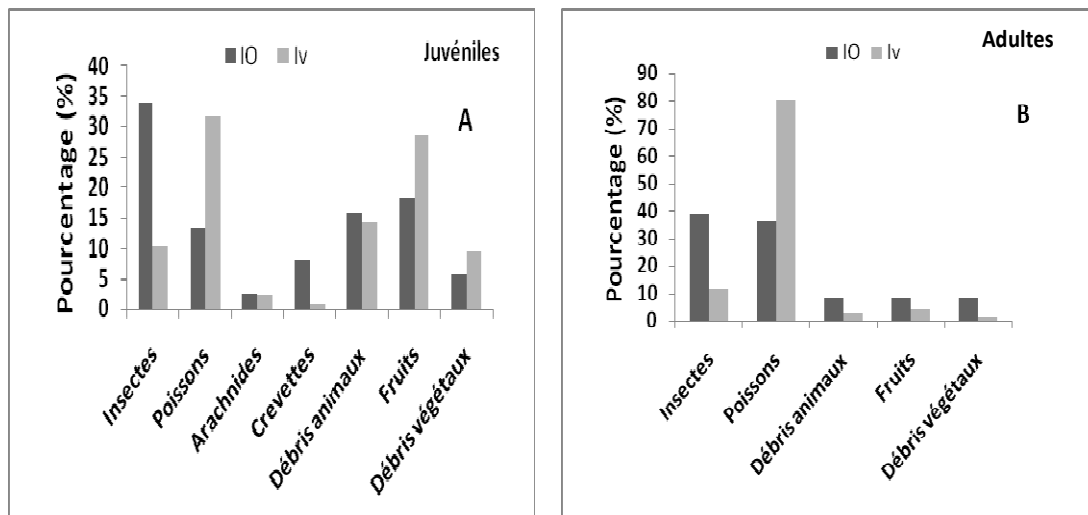 IO Iv
Juvéniles
A
Pourcentage (%)
40
35
30
25
20
15
10
5
0
Insectes
Poissons
Arachnides
Crevettes
Débris animaux
Fruits
Débris végétaux
Adultes
IO Iv
B
Pourcentage (%)
90
80
70
60
50
40
30
20
10
0
Insectes
Poissons
Débris animaux
Fruits
Débris végétaux